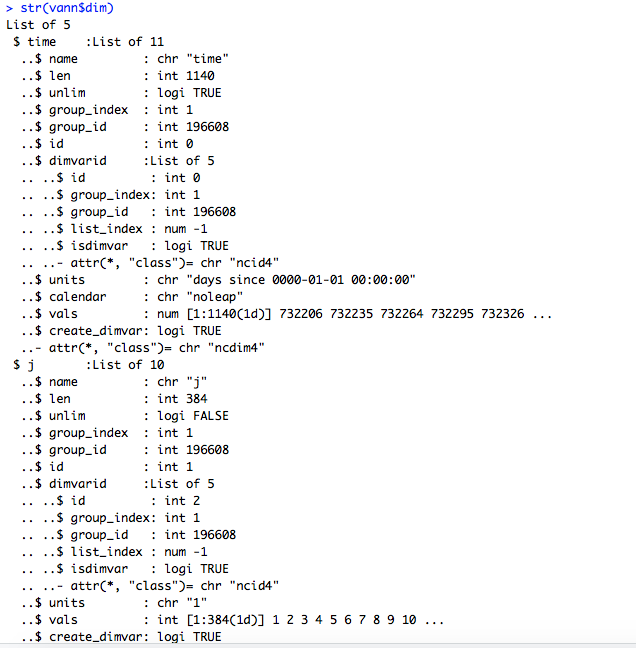 > str(vann$dim)
List of 5
 $ time    :List of 11
  ..$ name         : chr "time"
  ..$ len          : int 1140
  ..$ unlim        : logi TRUE
  ..$ group_index  : int 1
  ..$ group_id     : int 196608
  ..$ id           : int 0
  ..$ dimvarid     :List of 5
  .. ..$ id         : int 0
  .. ..$ group_index: int 1
  .. ..$ group_id   : int 196608
  .. ..$ list_index : num -1
  .. ..$ isdimvar   : logi TRUE
  .. ..- attr(*, "class")= chr "ncid4"
  ..$ units        : chr "days since 0000-01-01 00:00:00"
  ..$ calendar     : chr "noleap"
  ..$ vals         : num [1:1140(1d)] 732206 732235 732264 732295 732326 ...
  ..$ create_dimvar: logi TRUE
  ..- attr(*, "class")= chr "ncdim4"
 $ j       :List of 10
  ..$ name         : chr "j"
  ..$ len          : int 384
  ..$ unlim        : logi FALSE
  ..$ group_index  : int 1
  ..$ group_id     : int 196608
  ..$ id           : int 1
  ..$ dimvarid     :List of 5
  .. ..$ id         : int 2
  .. ..$ group_index: int 1
  .. ..$ group_id   : int 196608
  .. ..$ list_index : num -1
  .. ..$ isdimvar   : logi TRUE
  .. ..- attr(*, "class")= chr "ncid4"
  ..$ units        : chr "1"
  ..$ vals         : int [1:384(1d)] 1 2 3 4 5 6 7 8 9 10 ...
  ..$ create_dimvar: logi TRUE